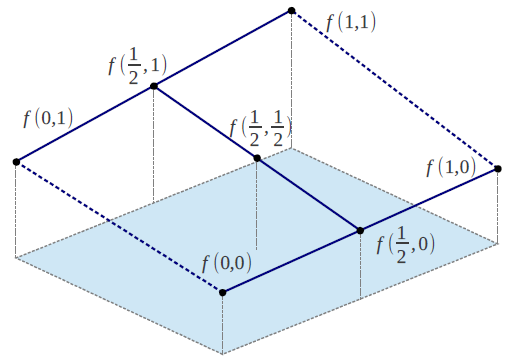 f(1,1)
f(1/2,1)
f(0,1)
f(1/2,1/2)
f(1,0)
f(1/2,0)
f(0,0)